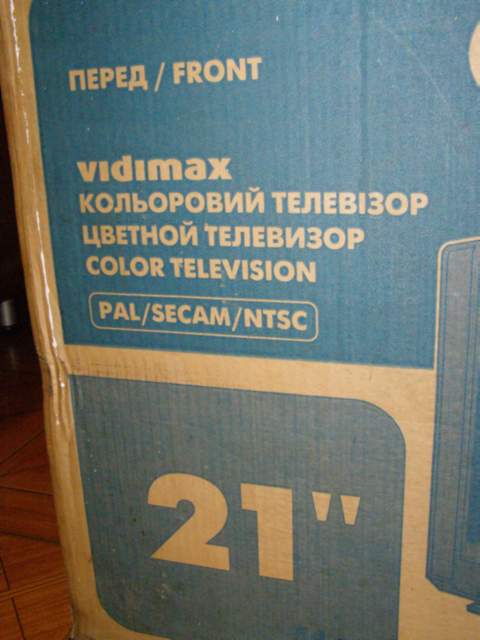 ПЕРЕД / FRONT
vidimax
КОЛЬОРОВИЙ ТЕЛЕВІЗОР
ЦВЕТНОЙ ТЕЛЕВИЗОР
COLOR TELEVISION
PAL/SECAM/NTSC
21"